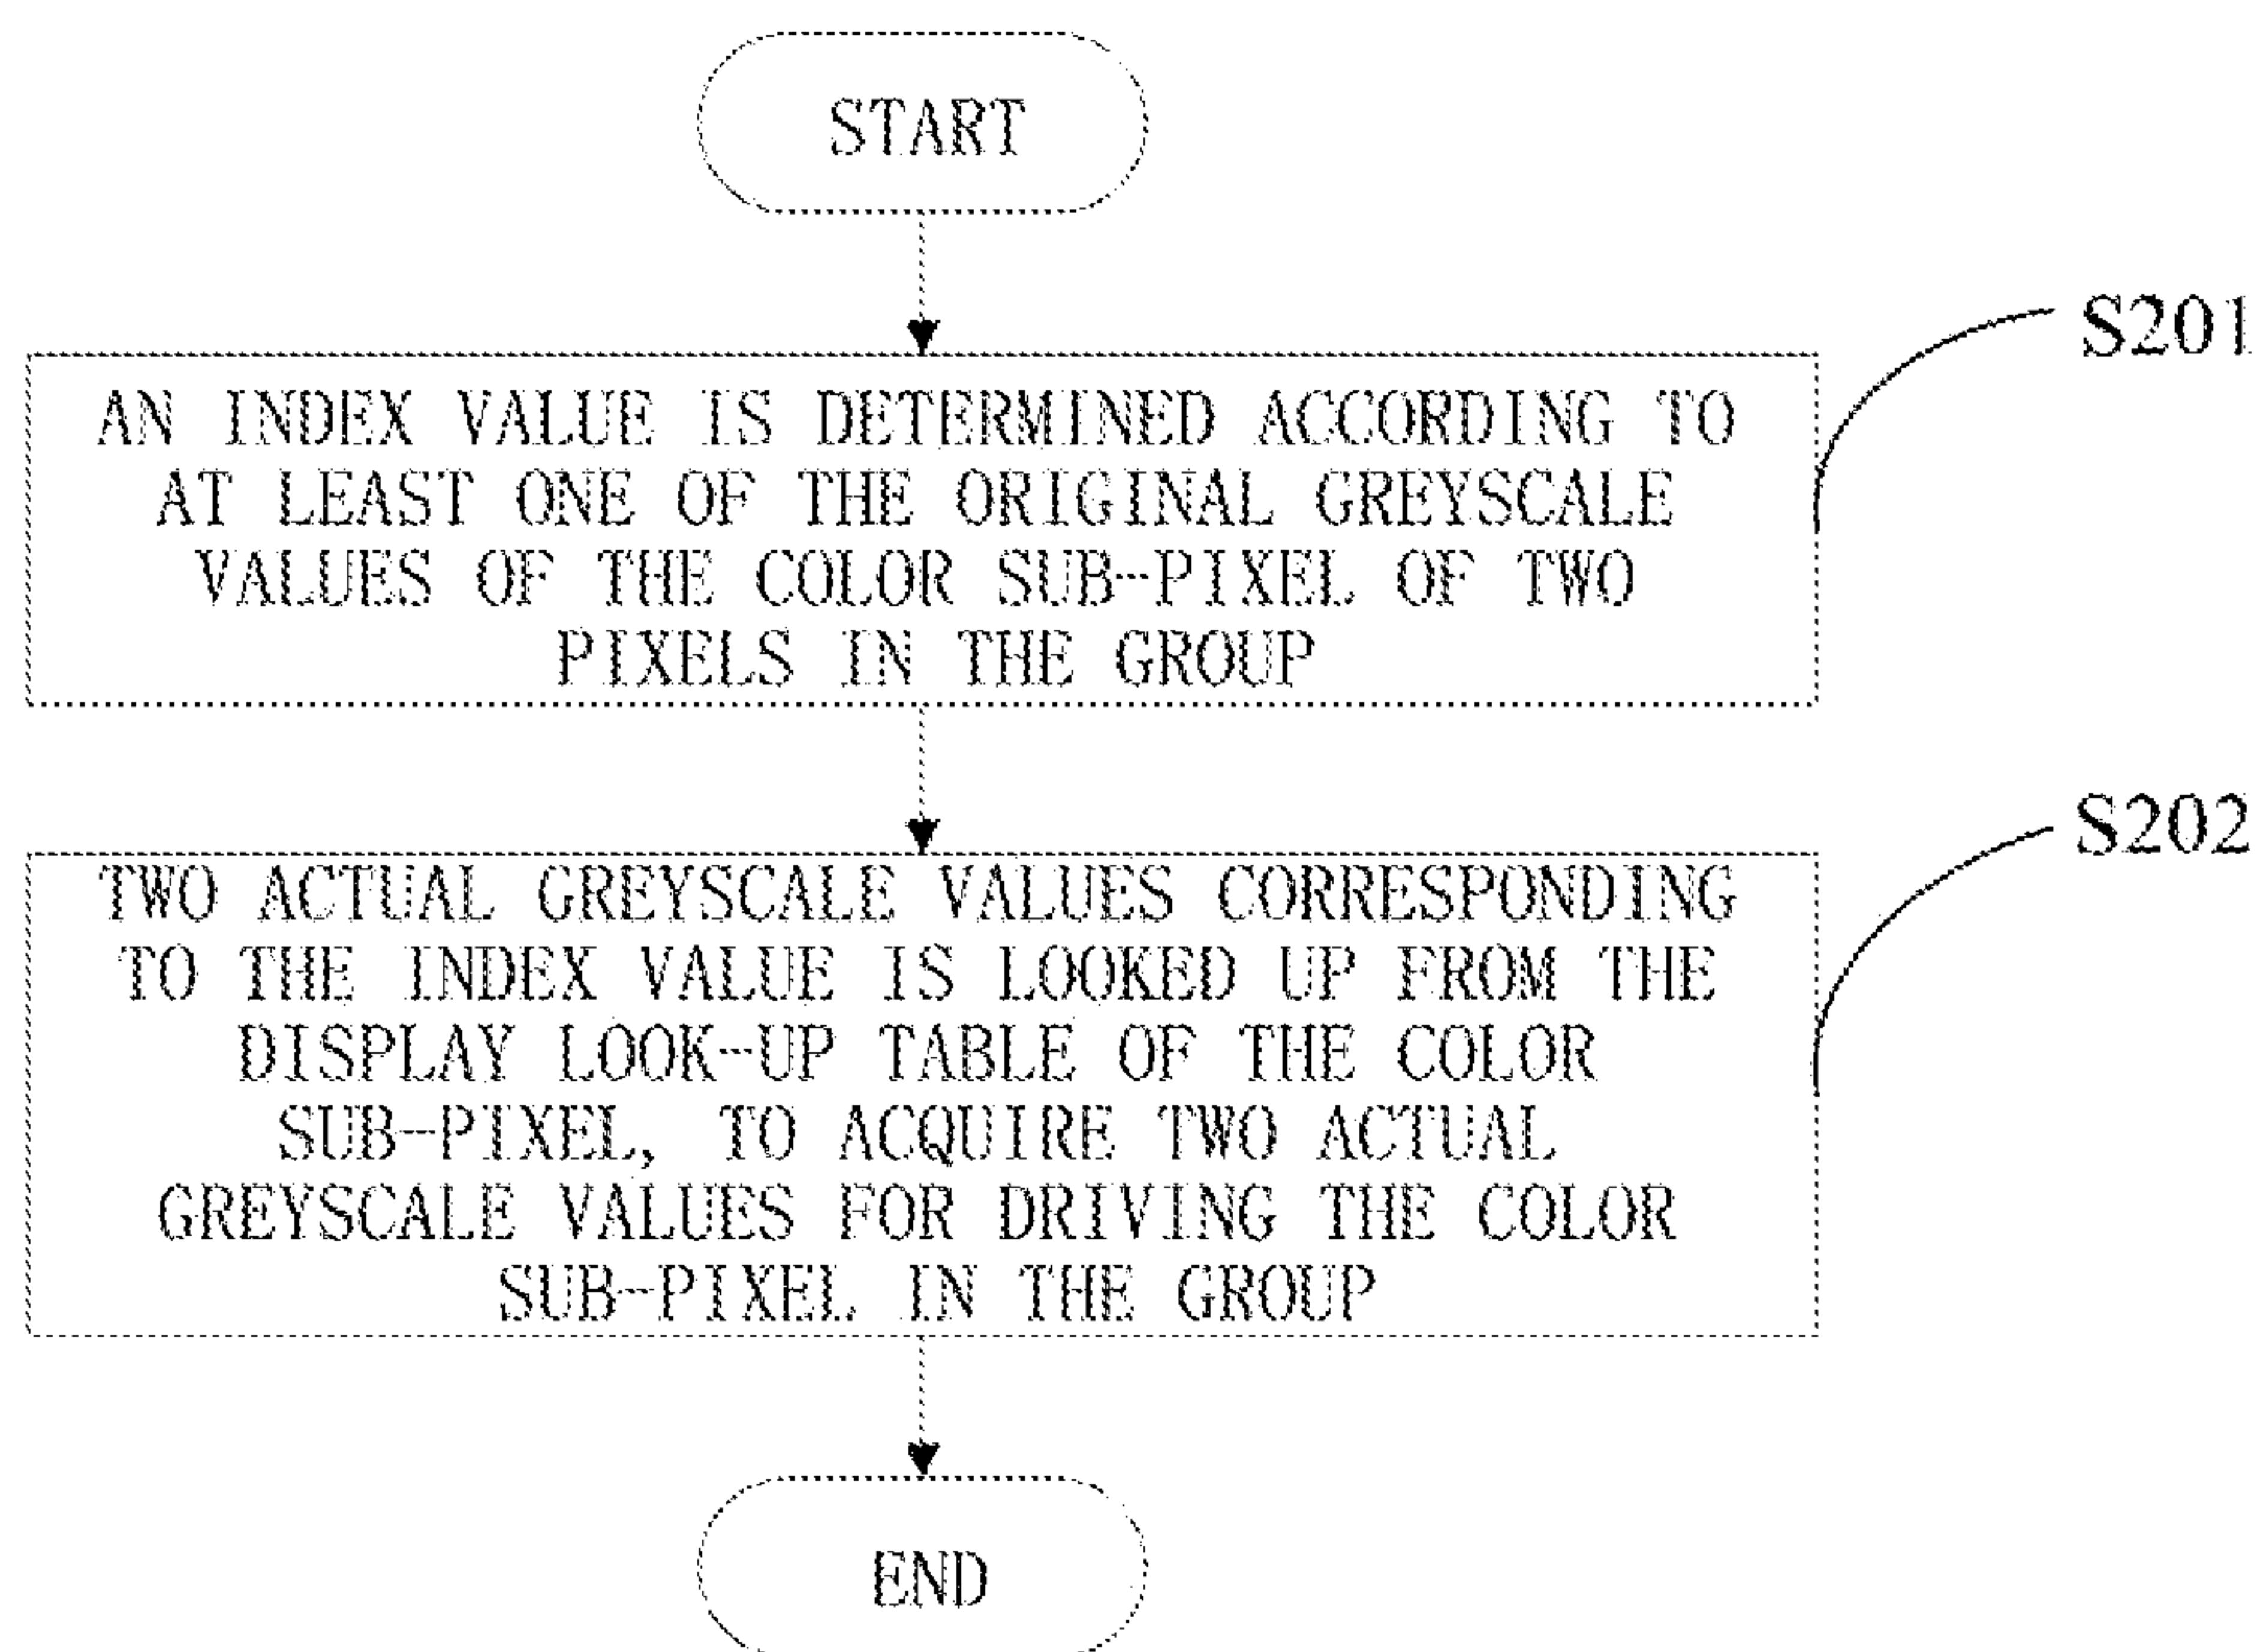 START
S201
AN INDEX VALUE IS DETERMINED ACCORDING TO
AT LEAST ONE OF THE ORIGINAL GREYSCALE
VALUES OF THE COLOR SUB-PIXEL OF TWO
PIXELS IN THE GROUP
S202
TWO ACTUAL GREYSCALE VALUES CORRESPONDING
TO THE INDEX VALUE IS LOOKED UP FROM THE
DISPLAY LOOK-UP TABLE OF THE COLOR
SUB-PIXEL, TO ACQUIRE TWO ACTUAL
GREYSCALE VALUES FOR DRIVING THE COLOR
SUB-PIXEL IN THE GROUP
END